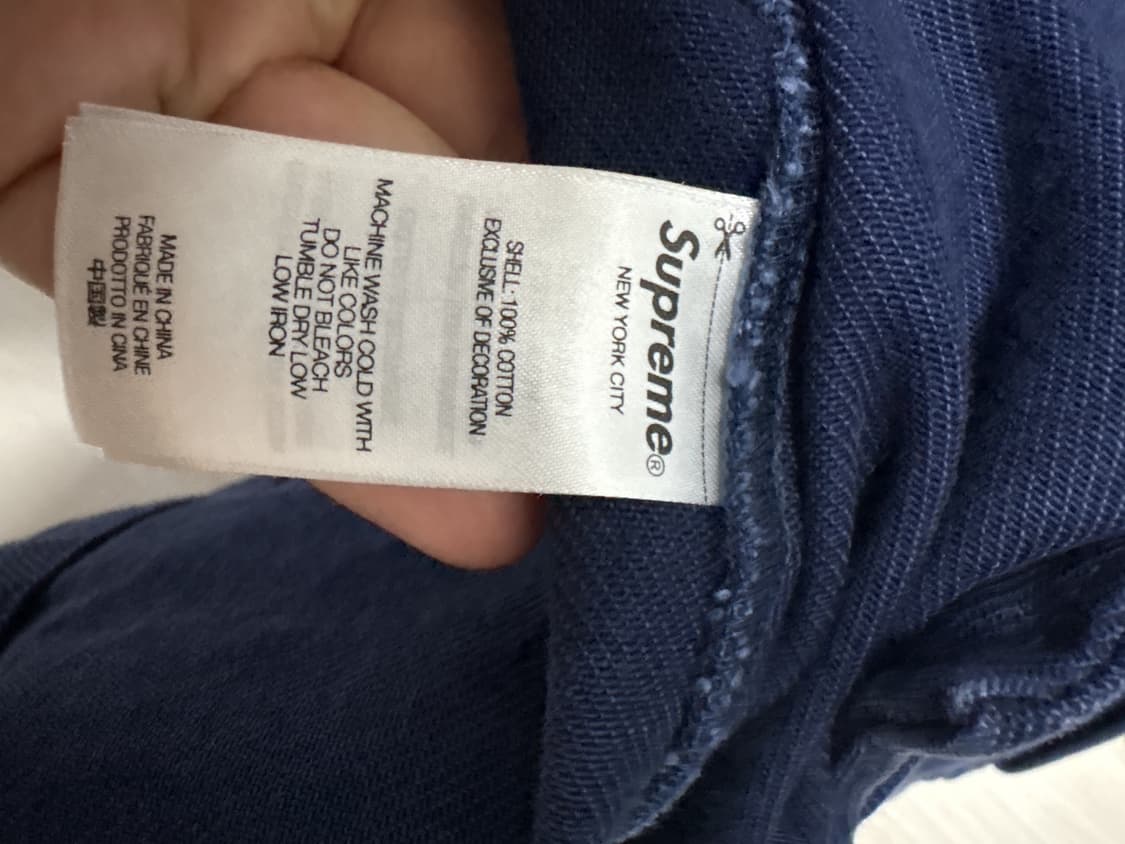 Supreme®
NEW YORK CITY
SHELL: 100% COTTON
EXCLUSIVE OF DECORATION
MACHINE WASH COLD WITH
LIKE COLORS
DO NOT BLEACH
TUMBLE DRY LOW
LOW IRON
MADE IN CHINA
FABRIQUÉ EN CHINE
PRODOTTO IN CINA
中国製